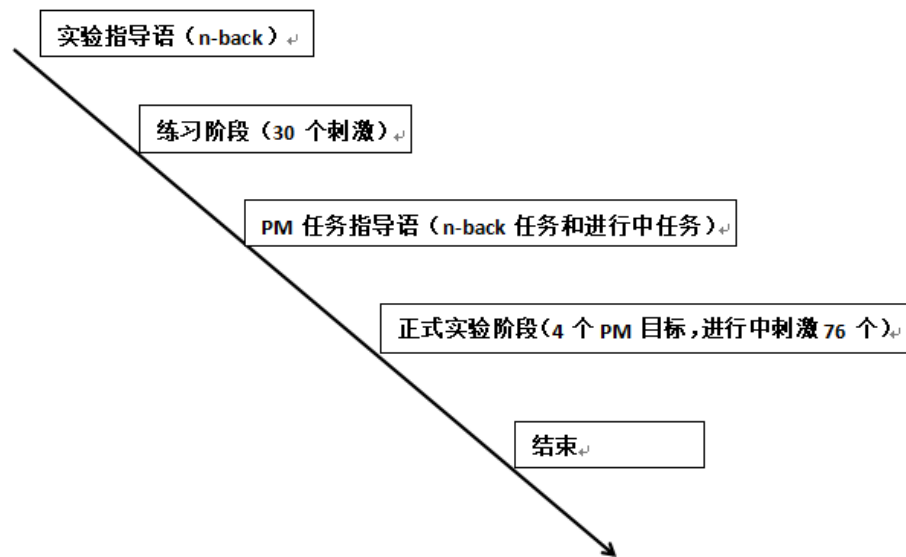 实验指导语（n-back）
练习阶段（30 个刺激）
PM 任务指导语（n-back 任务和进行中任务）
正式实验阶段（4 个 PM 目标，进行中刺激 76 个）
结束